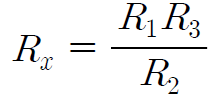 R_x = \frac{R_1 R_3}{R_2}